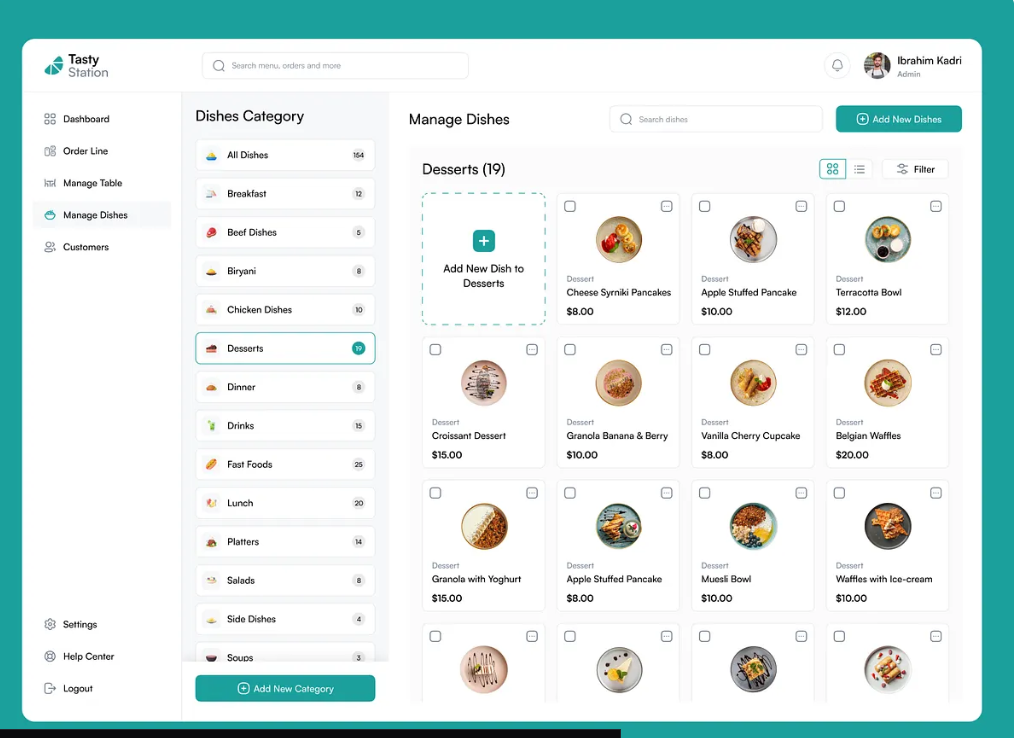 Tasty
Station
Search menu, orders and more
Ibrahim Kadri
Admin
Dashboard
Order Line
Manage Table
Manage Dishes
Customers
Settings
Help Center
Logout
Dishes Category
All Dishes 154
Breakfast 12
Beef Dishes 5
Biryani 8
Chicken Dishes 10
Desserts 19
Dinner 8
Drinks 15
Fast Foods 25
Lunch 20
Platters 14
Salads 8
Side Dishes 4
Soups 3
Add New Category
Manage Dishes
Search dishes
Add New Dishes
Desserts (19)
Filter
Add New Dish to
Desserts
Dessert
Cheese Syrniki Pancakes
$8.00
Dessert
Apple Stuffed Pancake
$10.00
Dessert
Terracotta Bowl
$12.00
Dessert
Croissant Dessert
$15.00
Dessert
Granola Banana & Berry
$10.00
Dessert
Vanilla Cherry Cupcake
$8.00
Dessert
Belgian Waffles
$20.00
Dessert
Granola with Yoghurt
$15.00
Dessert
Apple Stuffed Pancake
$8.00
Dessert
Muesli Bowl
$10.00
Dessert
Waffles with Ice-cream
$10.00